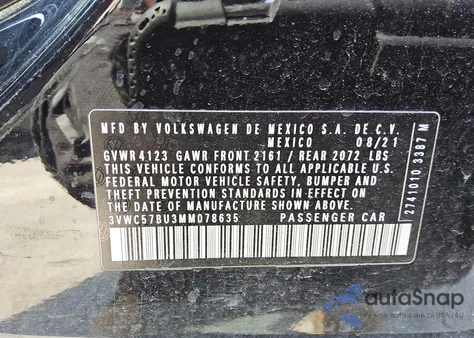 MFD BY VOLKSWAGEN DE MEXICO S.A. DE C.V.
MEXICO 08/21
GVWR 4123 GAWR FRONT 2161 / REAR 2072 LBS
THIS VEHICLE CONFORMS TO ALL APPLICABLE U.S.
FEDERAL MOTOR VEHICLE SAFETY, BUMPER AND
THEFT PREVENTION STANDARDS IN EFFECT ON
THE DATE OF MANUFACTURE SHOWN ABOVE.
3VWC57BU3MM078635 PASSENGER CAR
2741010 3387 M
autoSnap